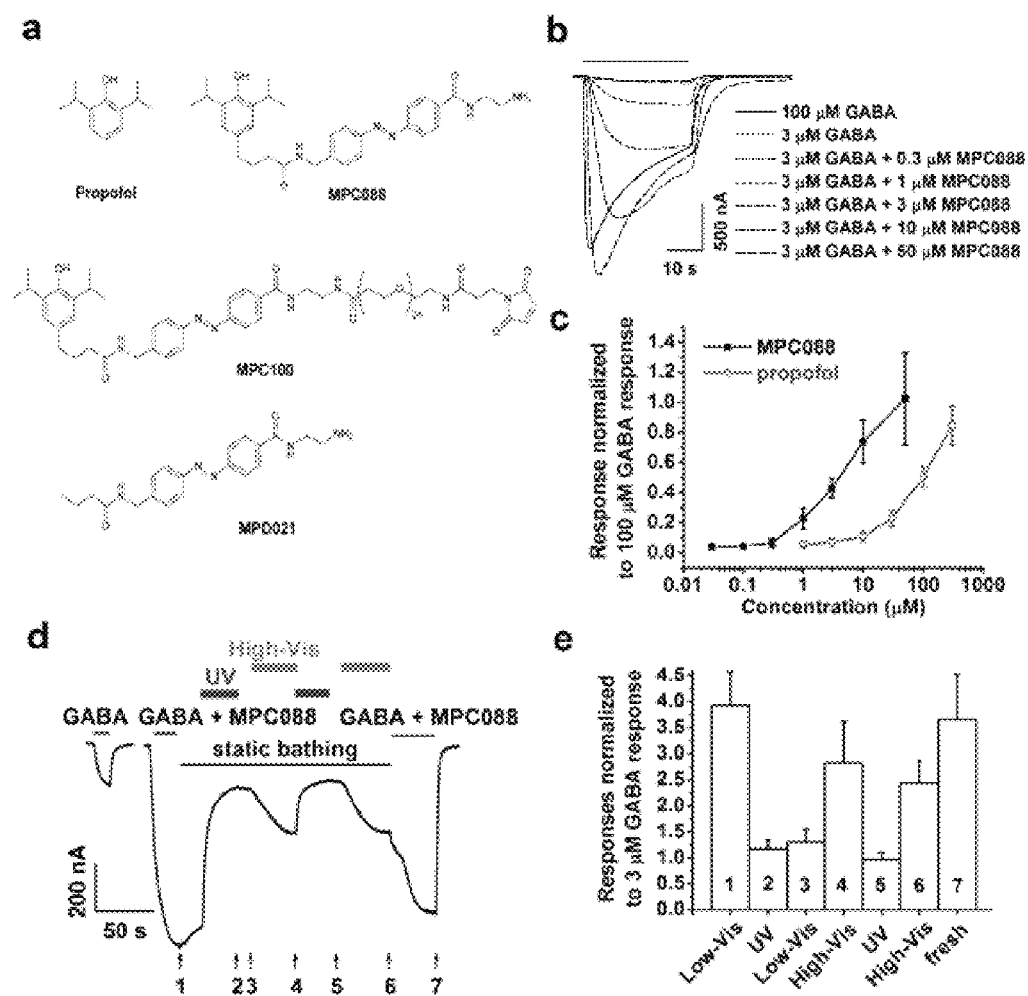 a
Propofol
MPC088
MPC100
MPD021
b
100 μM GABA
3 μM GABA
3 μM GABA + 0.3 μM MPC088
3 μM GABA + 1 μM MPC088
3 μM GABA + 3 μM MPC088
3 μM GABA + 10 μM MPC088
3 μM GABA + 50 μM MPC088
500 nA
10 s
c
Response normalized
to 100 μM GABA response
1.4
1.2
1.0
0.8
0.6
0.4
0.2
0.0
MPC088
propofol
0.01 0.1 1 10 100 1000
Concentration (μM)
d
High-Vis
UV
GABA GABA + MPC088 GABA + MPC088
static bathing
200 nA
50 s
1 2 3 4 5 6 7
e
Responses normalized
to 3 μM GABA response
4.5
4.0
3.5
3.0
2.5
2.0
1.5
1.0
0.5
0.0
1 2 3 4 5 6 7
Low-Vis UV Low-Vis High-Vis UV High-Vis fresh